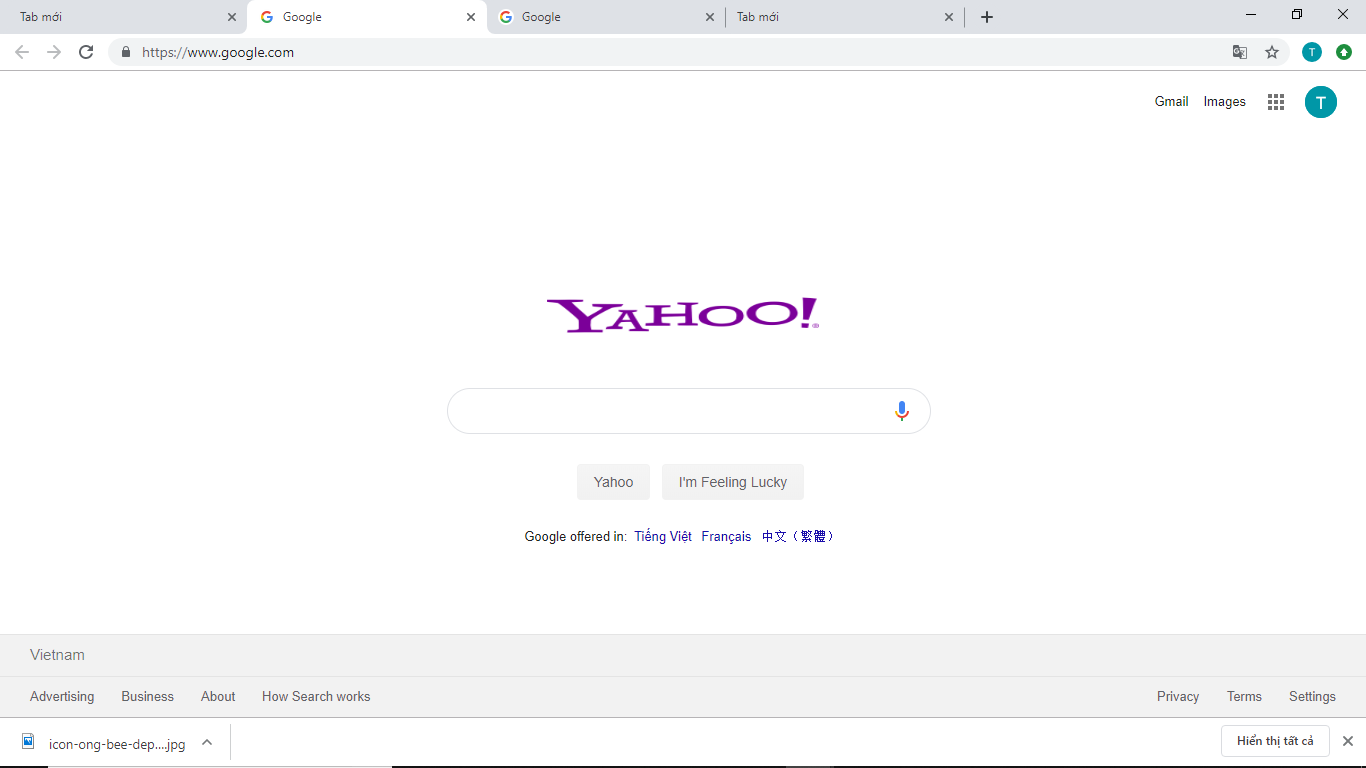 Tab mới Google Google Tab mới
https://www.google.com T
Gmail Images T
YAHOO!®
Yahoo I'm Feeling Lucky
Google offered in: Tiếng Việt Français 中文（繁體）
Vietnam
Advertising Business About How Search works Privacy Terms Settings
icon-ong-bee-dep....jpg Hiển thị tất cả